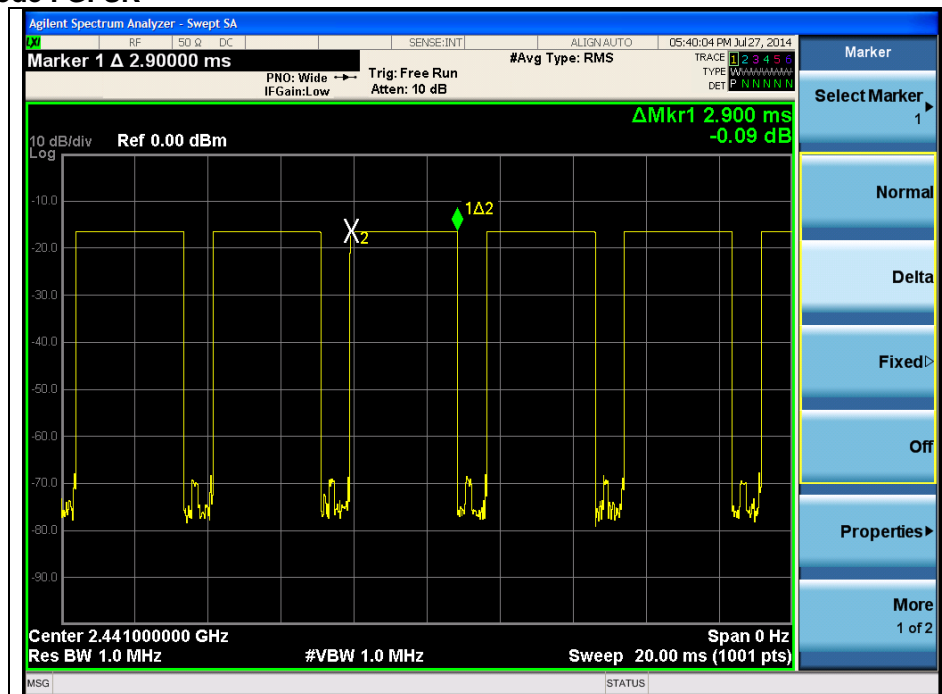 Agilent Spectrum Analyzer - Swept SA
LXI RF 50 Ω DC SENSE:INT ALIGN AUTO 05:40:04 PM Jul 27, 2014
Marker 1 Δ 2.90000 ms
PNO: Wide
IFGain:Low
Trig: Free Run
Atten: 10 dB
#Avg Type: RMS
TRACE 1 2 3 4 5 6
TYPE WWWWWW
DET P N N N N N
ΔMkr1 2.900 ms
-0.09 dB
10 dB/div Ref 0.00 dBm
Log
-10.0
-20.0
-30.0
-40.0
-50.0
-60.0
-70.0
-80.0
-90.0
1Δ2
X2
Center 2.441000000 GHz
Span 0 Hz
Res BW 1.0 MHz
#VBW 1.0 MHz
Sweep 20.00 ms (1001 pts)
MSG
STATUS
Marker
Select Marker
1
Normal
Delta
Fixed
Off
Properties
More
1 of 2